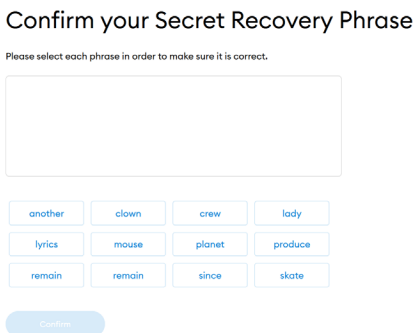 Confirm your Secret Recovery Phrase
Please select each phrase in order to make sure it is correct.
another clown crew lady
lyrics mouse planet produce
remain remain since skate
Confirm